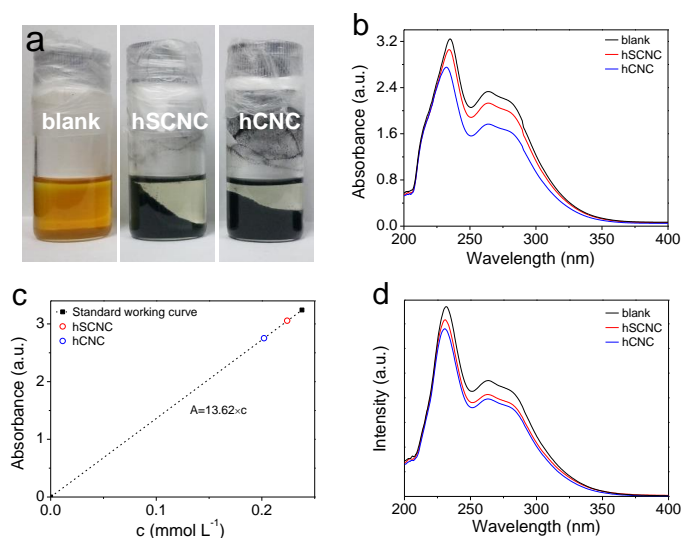 a
blank
hSCNC
hCNC
b
Absorbance (a.u.)
3.2
2.4
1.6
0.8
200
250
300
350
400
Wavelength (nm)
blank
hSCNC
hCNC
c
Absorbance (a.u.)
3
2
1
0
0.0
0.1
0.2
c (mmol L⁻¹)
Standard working curve
hSCNC
hCNC
A=13.62×c
d
Intensity (a.u.)
200
250
300
350
400
Wavelength (nm)
blank
hSCNC
hCNC